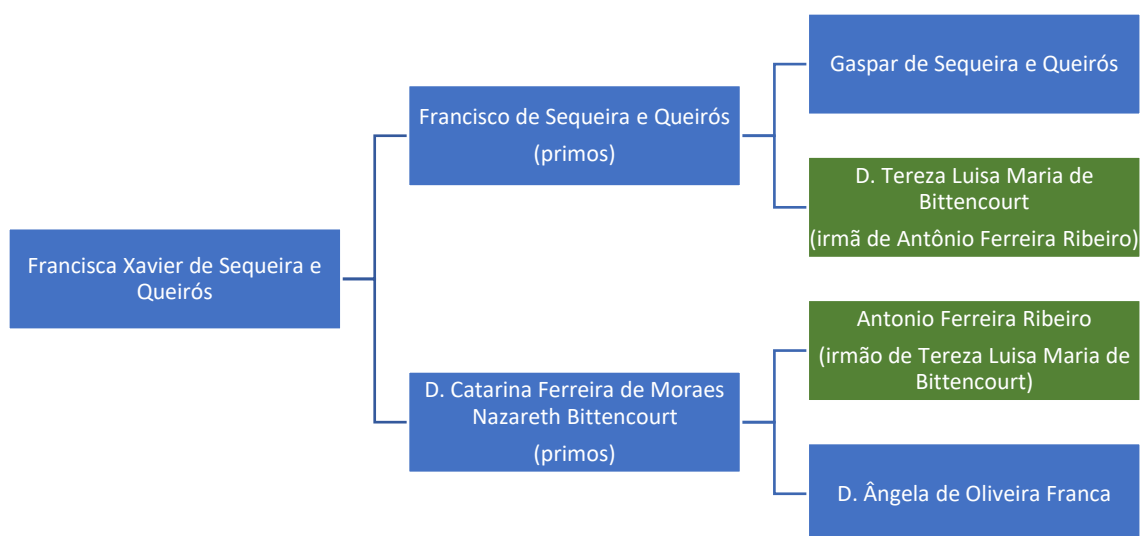 Francisca Xavier de Sequeira e
Queirós
Francisco de Sequeira e Queirós
(primos)
Gaspar de Sequeira e Queirós
D. Tereza Luisa Maria de
Bittencourt
(irmã de Antônio Ferreira Ribeiro)
D. Catarina Ferreira de Moraes
Nazareth Bittencourt
(primos)
Antonio Ferreira Ribeiro
(irmão de Tereza Luisa Maria de
Bittencourt)
D. Ângela de Oliveira Franca